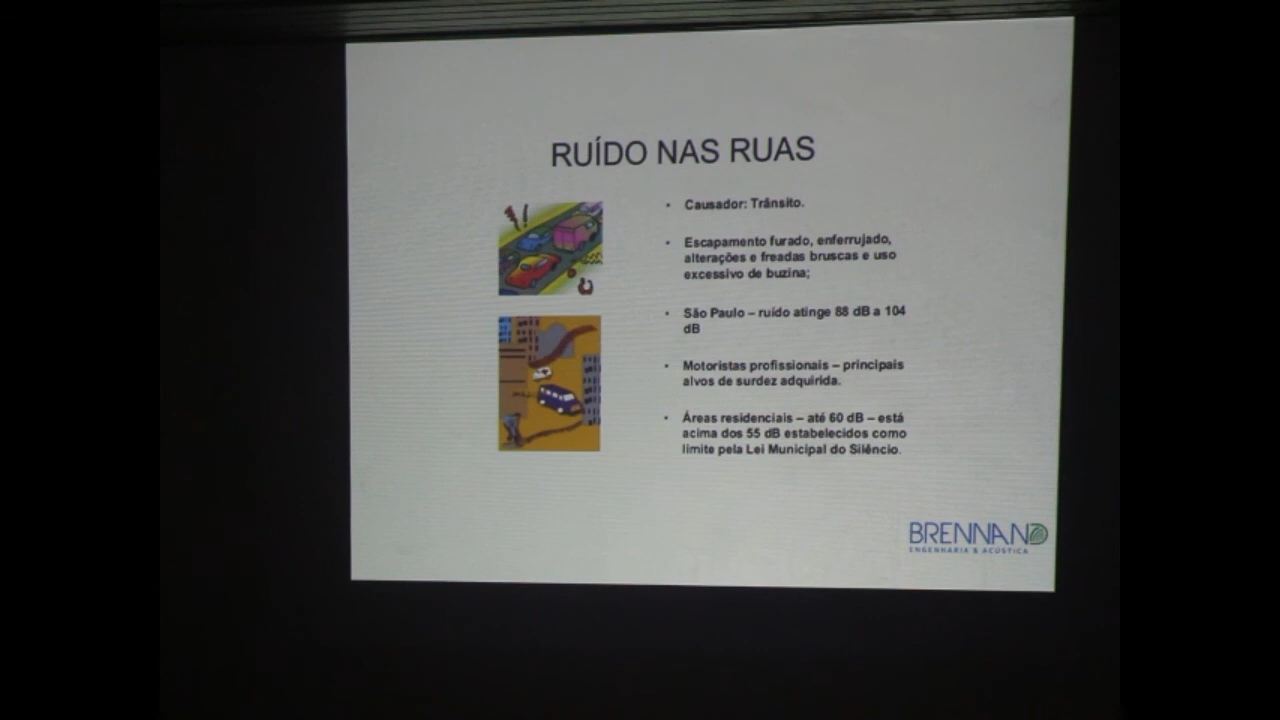 RUÍDO NAS RUAS
• Causador: Trânsito.
• Escapamento furado, enferrujado,
alterações e freadas bruscas e uso
excessivo de buzina;
• São Paulo – ruído atinge 88 dB a 104
dB
• Motoristas profissionais – principais
alvos de surdez adquirida.
• Áreas residenciais – até 60 dB – está
acima dos 55 dB estabelecidos como
limite pela Lei Municipal do Silêncio.
BRENNAND
ENGENHARIA & ACÚSTICA